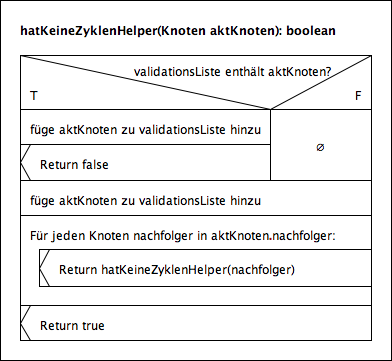 hatKeineZyklenHelper(Knoten aktKnoten): boolean
validationsListe enthält aktKnoten?
T F
füge aktKnoten zu validationsListe hinzu
∅
Return false
füge aktKnoten zu validationsListe hinzu
Für jeden Knoten nachfolger in aktKnoten.nachfolger:
Return hatKeineZyklenHelper(nachfolger)
Return true